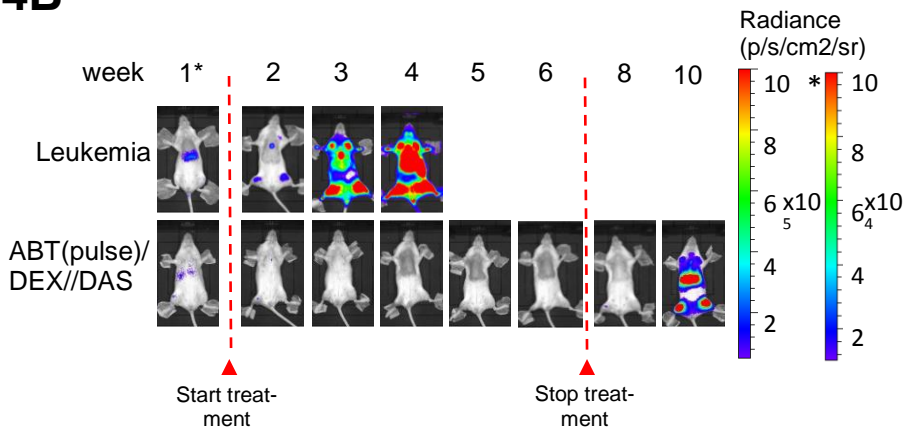 4B
Radiance
(p/s/cm2/sr)
week 1* 2 3 4 5 6 8 10
10 * 10
8 8
Leukemia
6 x10 5 6 x10 4
ABT(pulse)/
DEX//DAS
4 4
2 2
Start treat-
ment
Stop treat-
ment